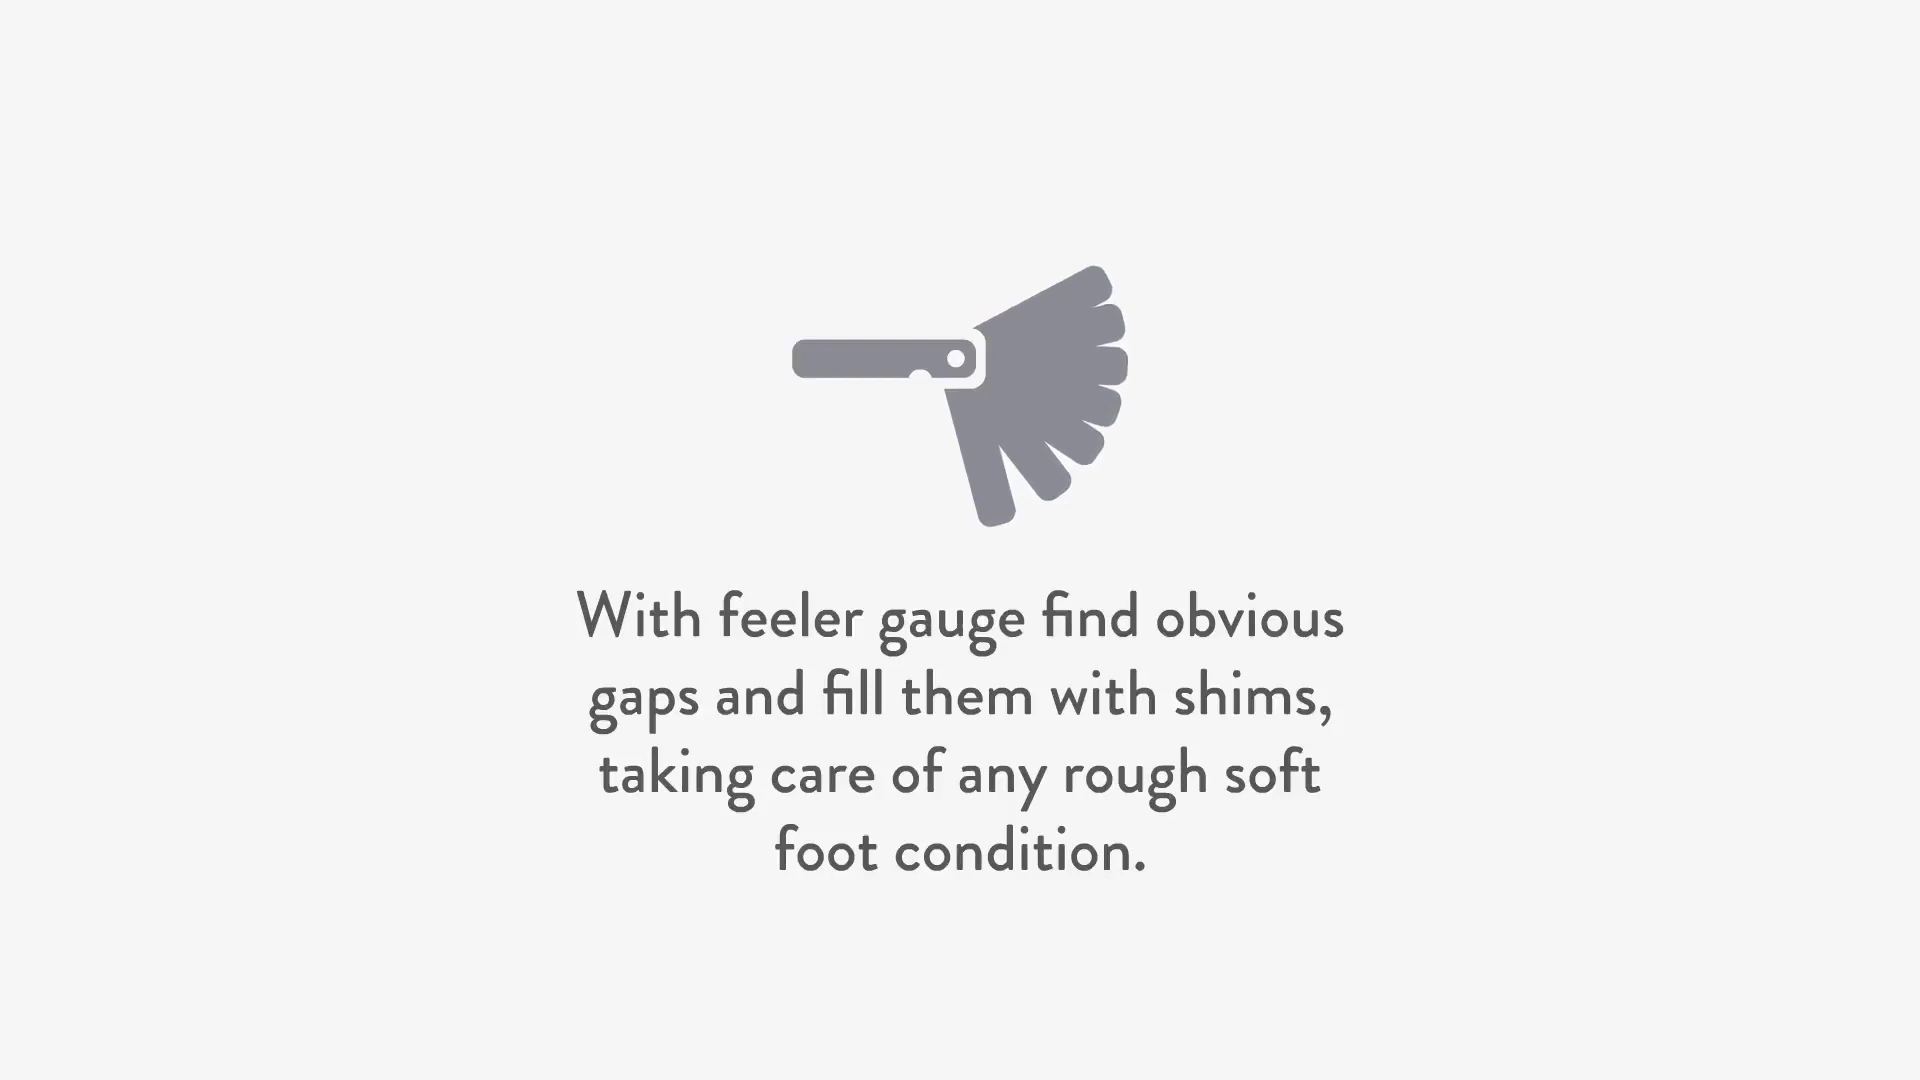 With feeler gauge find obvious
gaps and fill them with shims,
taking care of any rough soft
foot condition.